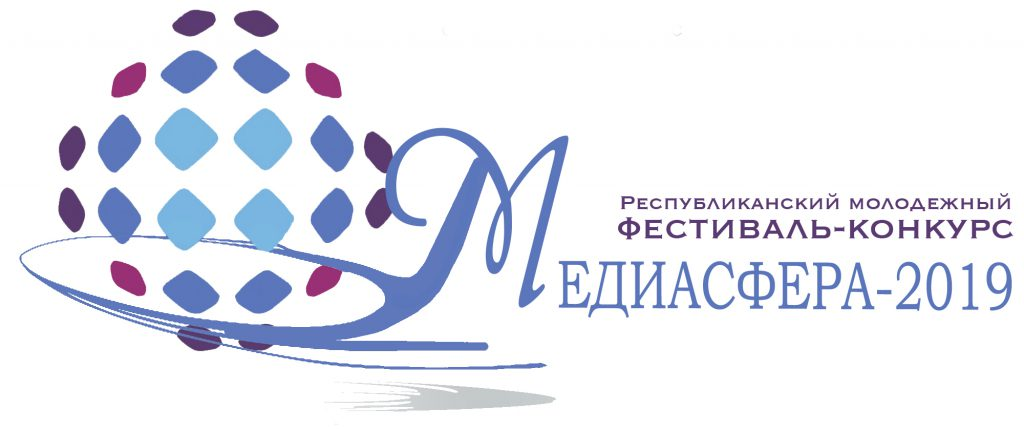 Республиканский молодежный
ФЕСТИВАЛЬ-КОНКУРС
МЕДИАСФЕРА-2019